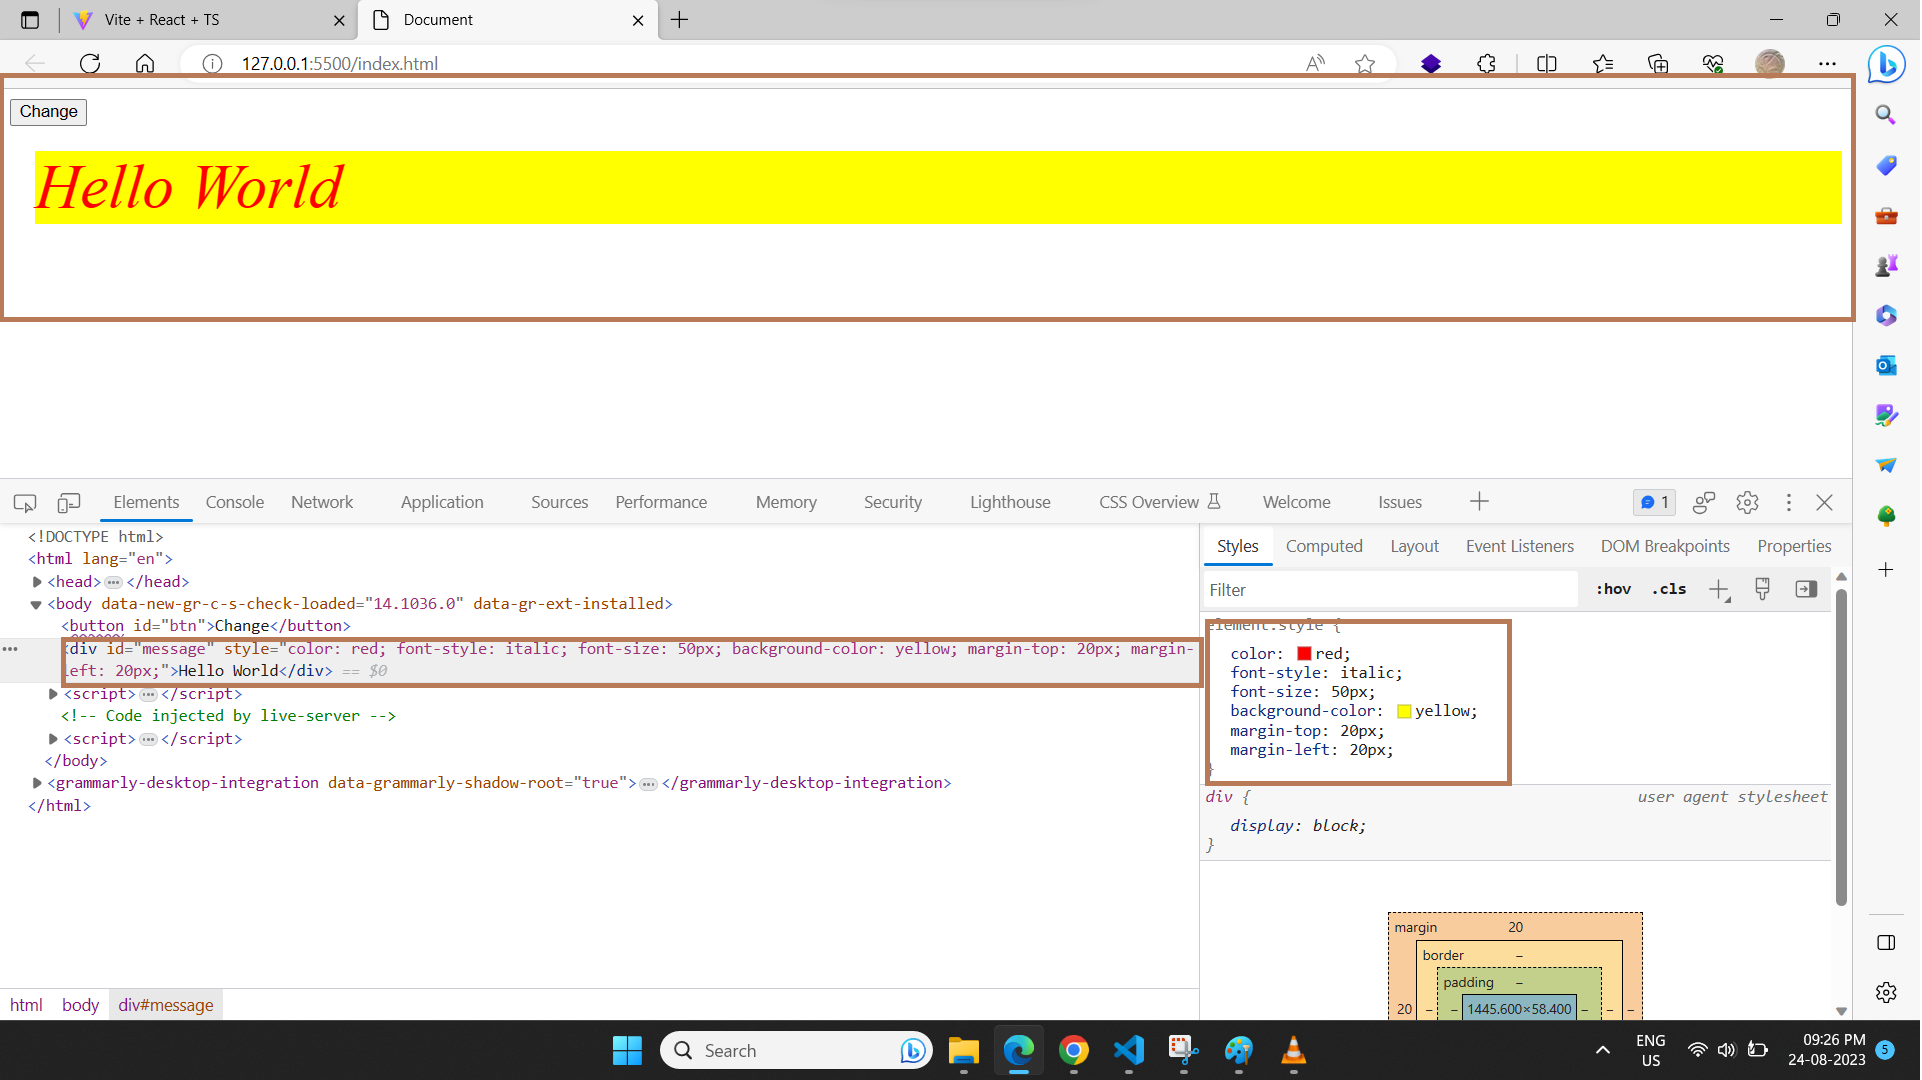 Vite + React + TS
Document
127.0.0.1:5500/index.html
Change
Hello World
Elements Console Network Application Sources Performance Memory Security Lighthouse CSS Overview Welcome Issues 1
<!DOCTYPE html>
<html lang="en">
<head> ••• </head>
<body data-new-gr-c-s-check-loaded="14.1036.0" data-gr-ext-installed>
<button id="btn">Change</button>
<div id="message" style="color: red; font-style: italic; font-size: 50px; background-color: yellow; margin-top: 20px; margin-
left: 20px;">Hello World</div> == $0
<script> ••• </script>
<!-- Code injected by live-server -->
<script> ••• </script>
</body>
<grammarly-desktop-integration data-grammarly-shadow-root="true"> ••• </grammarly-desktop-integration>
</html>
html body div#message
Styles Computed Layout Event Listeners DOM Breakpoints Properties
Filter :hov .cls
element.style {
color: red;
font-style: italic;
font-size: 50px;
background-color: yellow;
margin-top: 20px;
margin-left: 20px;
}
div { user agent stylesheet
display: block;
}
margin 20
border –
padding –
20 – – 1445.600×58.400 – – –
Search
ENG
US
09:26 PM
24-08-2023
5